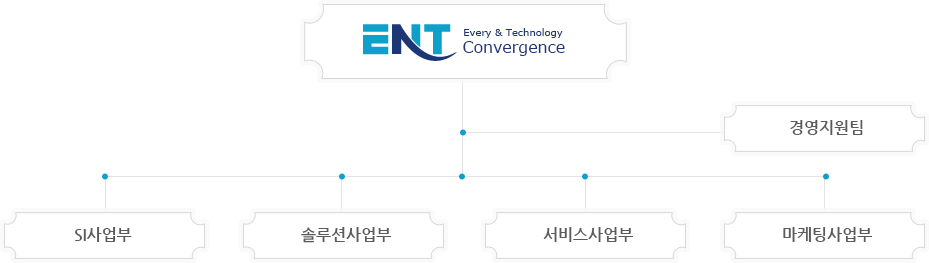 ENT
Every & Technology
Convergence
경영지원팀
SI사업부
솔루션사업부
서비스사업부
마케팅사업부